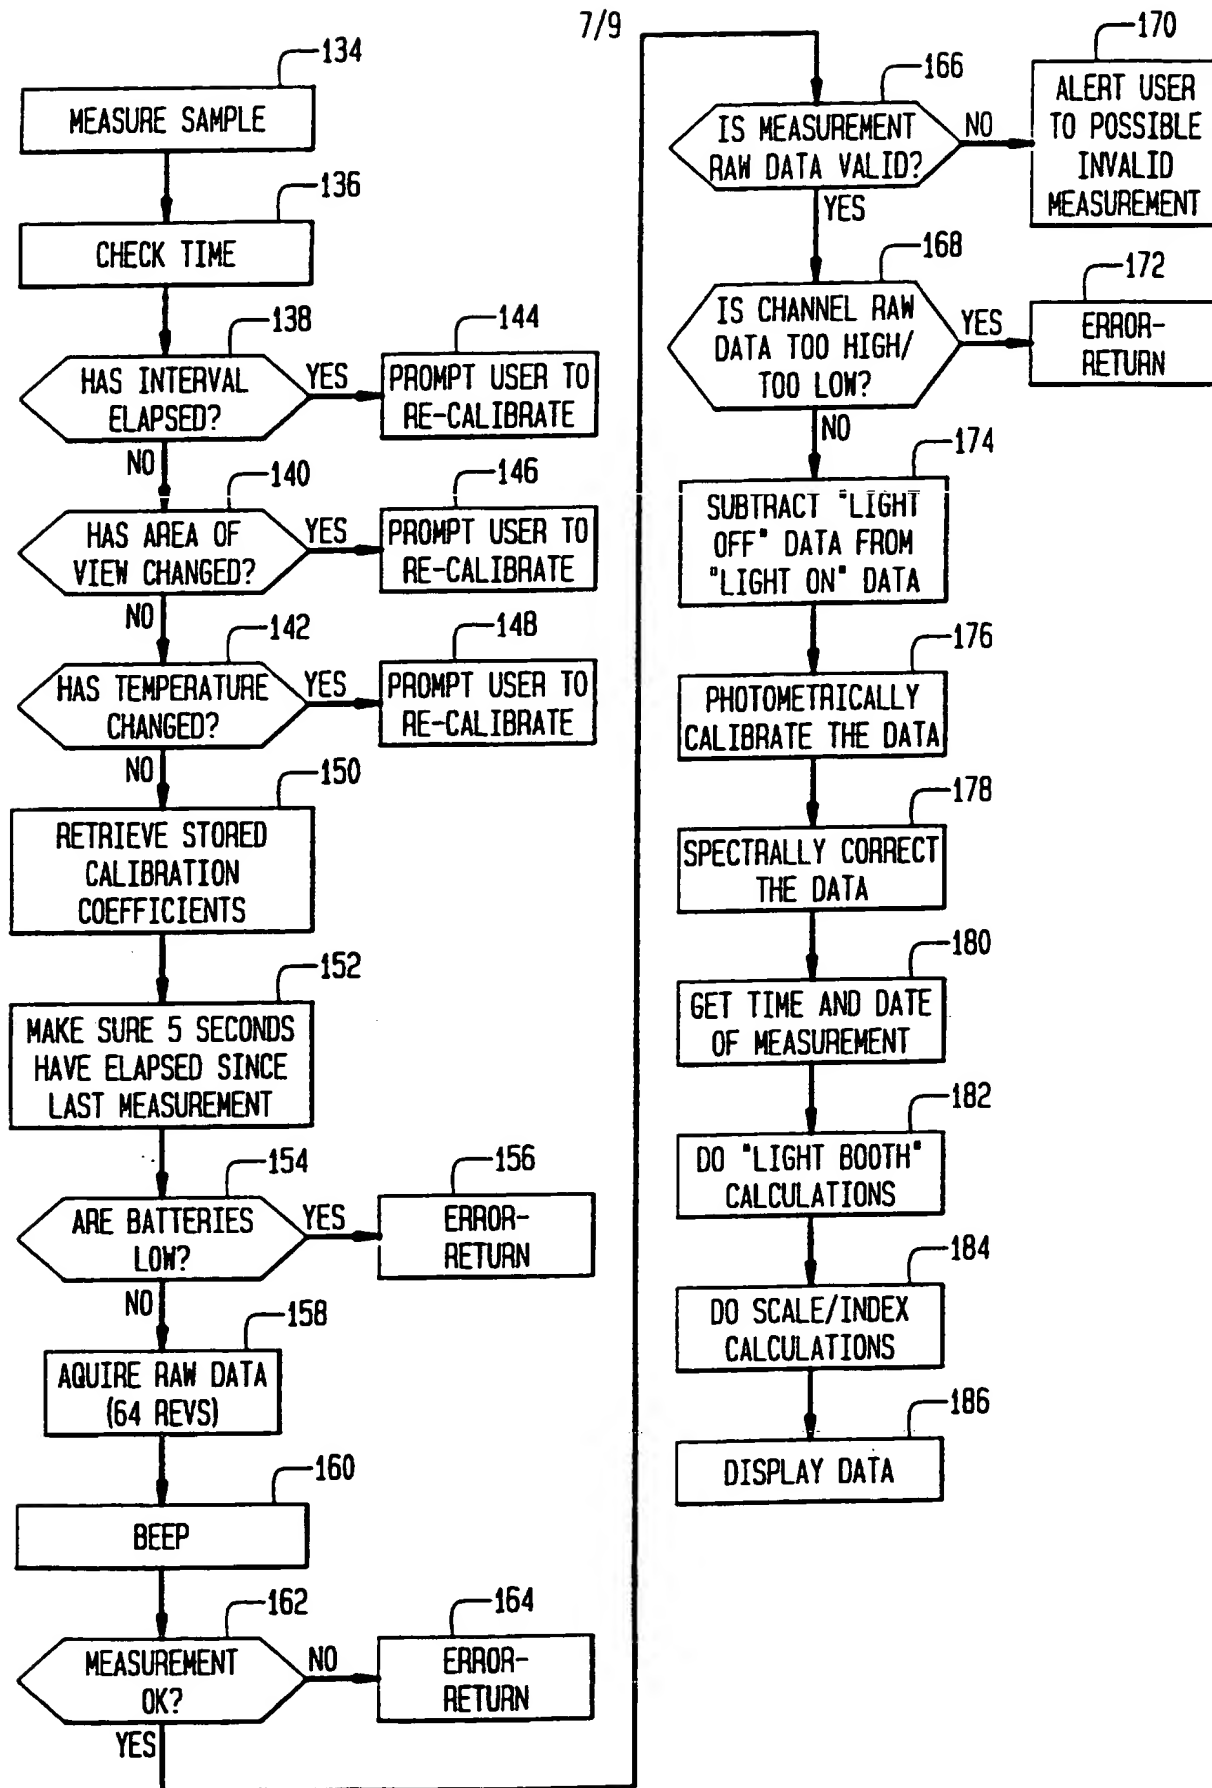 7/9
134
MEASURE SAMPLE
136
CHECK TIME
138
HAS INTERVAL
ELAPSED?
YES
144
PROMPT USER TO
RE-CALIBRATE
NO
140
HAS AREA OF
VIEW CHANGED?
YES
146
PROMPT USER TO
RE-CALIBRATE
NO
142
HAS TEMPERATURE
CHANGED?
YES
148
PROMPT USER TO
RE-CALIBRATE
NO
150
RETRIEVE STORED
CALIBRATION
COEFFICIENTS
152
MAKE SURE 5 SECONDS
HAVE ELAPSED SINCE
LAST MEASUREMENT
154
ARE BATTERIES
LOW?
YES
156
ERROR-
RETURN
NO
158
AQUIRE RAW DATA
(64 REVS)
160
BEEP
162
MEASUREMENT
OK?
NO
164
ERROR-
RETURN
YES
166
IS MEASUREMENT
RAW DATA VALID?
NO
170
ALERT USER
TO POSSIBLE
INVALID
MEASUREMENT
YES
168
IS CHANNEL RAW
DATA TOO HIGH/
TOO LOW?
YES
172
ERROR-
RETURN
NO
174
SUBTRACT "LIGHT
OFF" DATA FROM
"LIGHT ON" DATA
176
PHOTOMETRICALLY
CALIBRATE THE DATA
178
SPECTRALLY CORRECT
THE DATA
180
GET TIME AND DATE
OF MEASUREMENT
182
DO "LIGHT BOOTH"
CALCULATIONS
184
DO SCALE/INDEX
CALCULATIONS
186
DISPLAY DATA